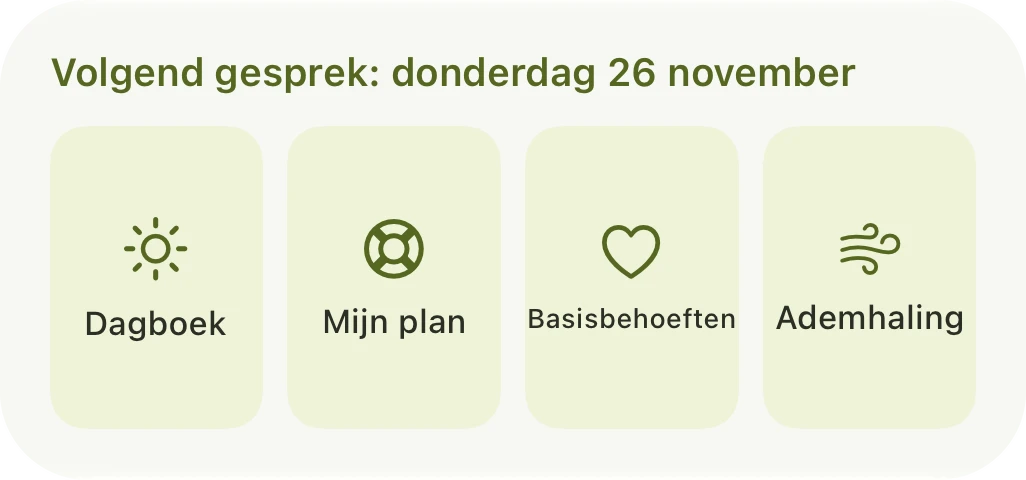 Volgend gesprek: donderdag 26 november
Dagboek
Mijn plan
Basisbehoeften
Ademhaling